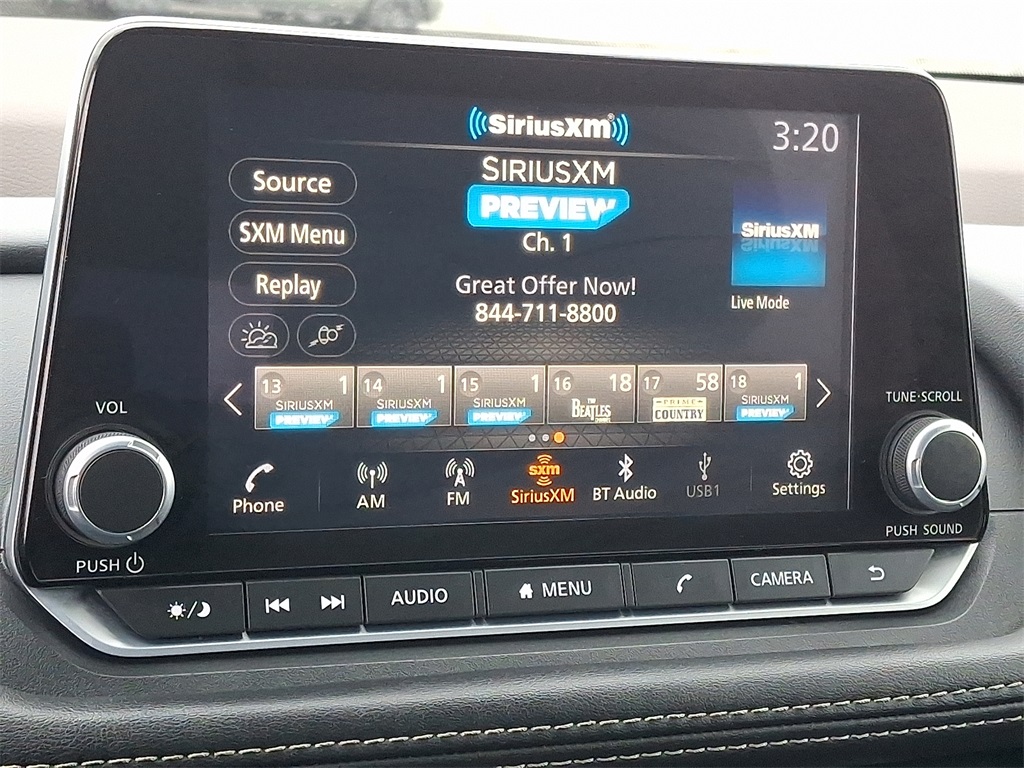 SiriusXM®
3:20
Source
SXM Menu
Replay
SIRIUSXM
PREVIEW
Ch. 1
Great Offer Now!
844-711-8800
SiriusXM
Live Mode
13 1
SIRIUSXM
PREVIEW
14 1
SIRIUSXM
PREVIEW
15 1
SIRIUSXM
PREVIEW
16 18
THE
BEATLES
17 58
PRIME
COUNTRY
18 1
SIRIUSXM
PREVIEW
Phone
AM
FM
sxm
SiriusXM
BT Audio
USB1
Settings
VOL
PUSH
TUNE·SCROLL
PUSH SOUND
AUDIO
MENU
CAMERA